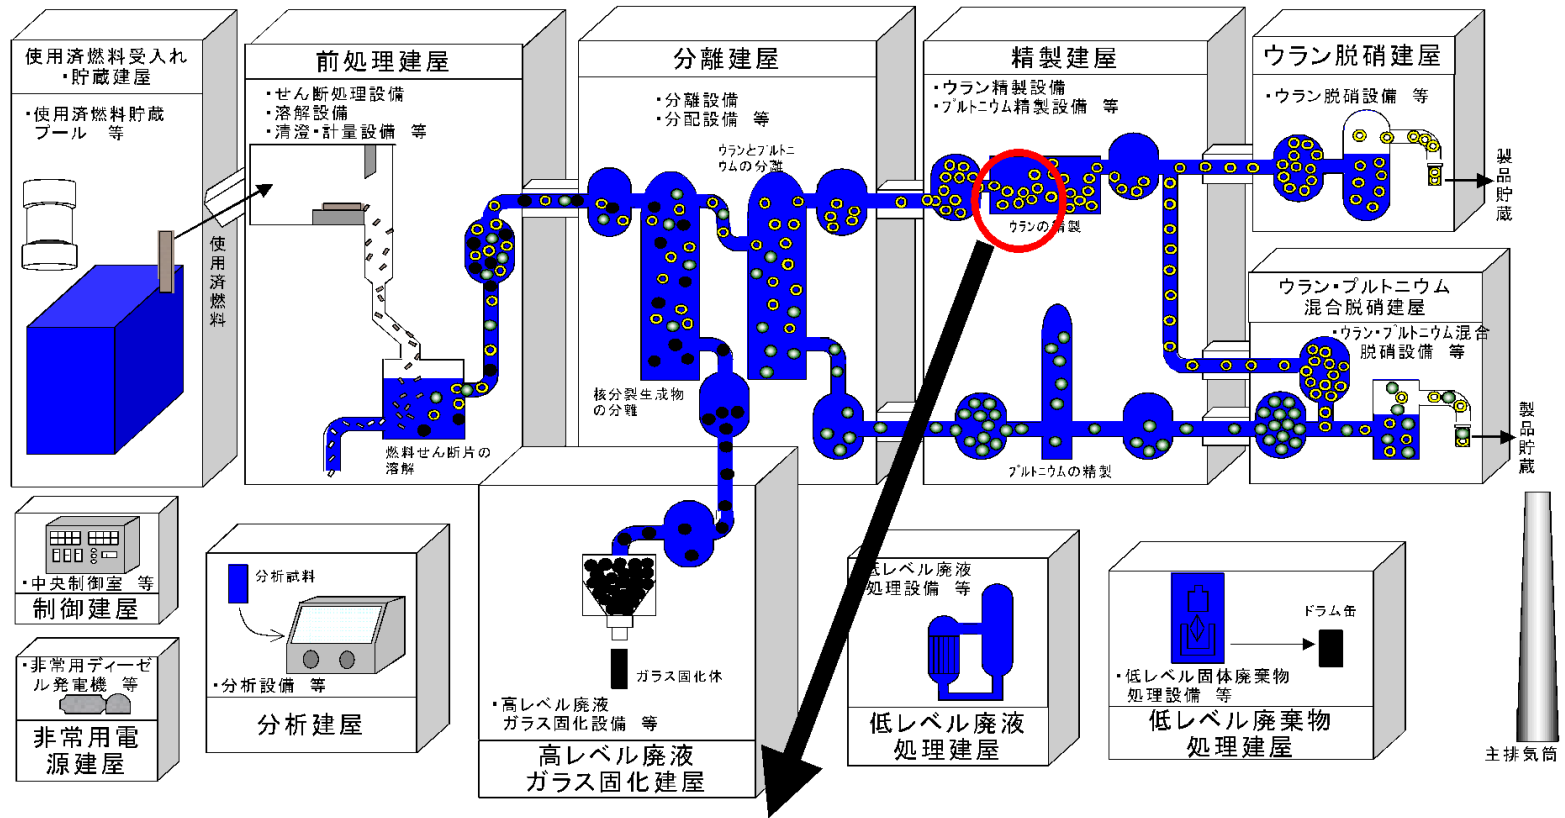 使用済燃料受入れ
・貯蔵建屋
・使用済燃料貯蔵
プール 等
使用済燃料
前処理建屋
・せん断処理設備
・溶解設備
・清澄・計量設備 等
燃料せん断片の
溶解
分離建屋
・分離設備
・分配設備 等
ウランとプルトニ
ウムの分離
核分裂生成物
の分離
精製建屋
・ウラン精製設備
・プルトニウム精製設備 等
ウランの精製
プルトニウムの精製
ウラン脱硝建屋
・ウラン脱硝設備 等
製品貯蔵
ウラン・プルトニウム
混合脱硝建屋
・ウラン・プルトニウム混合
脱硝設備 等
製品貯蔵
・中央制御室 等
制御建屋
・非常用ディーゼ
ル発電機 等
非常用電
源建屋
分析試料
・分析設備 等
分析建屋
ガラス固化体
・高レベル廃液
ガラス固化設備 等
高レベル廃液
ガラス固化建屋
低レベル廃液
処理設備 等
低レベル廃液
処理建屋
ドラム缶
・低レベル固体廃棄物
処理設備 等
低レベル廃棄物
処理建屋
主排気筒